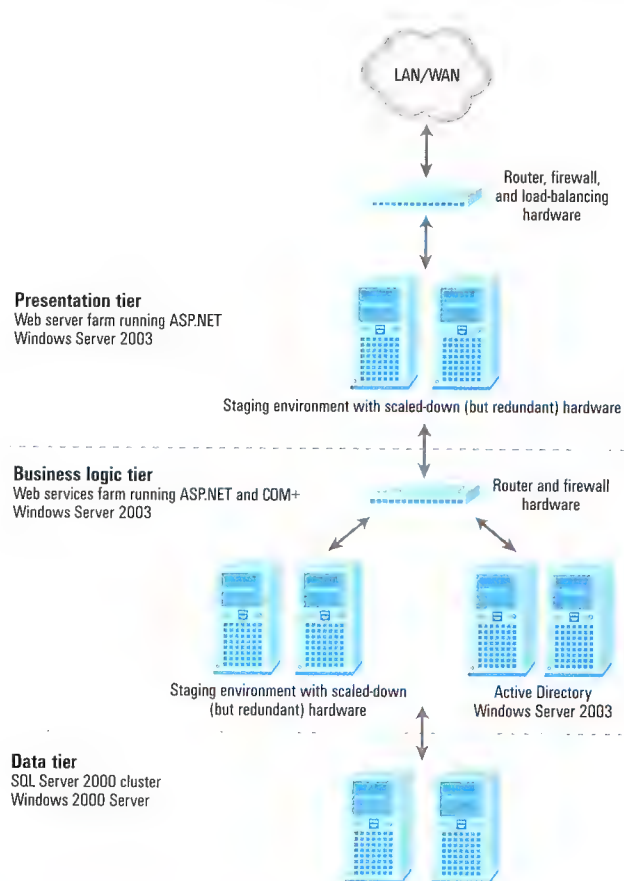 LAN/WAN
Router, firewall,
and load-balancing
hardware
Presentation tier
Web server farm running ASP.NET
Windows Server 2003
Staging environment with scaled-down (but redundant) hardware
Business logic tier
Web services farm running ASP.NET and COM+
Windows Server 2003
Router and firewall
hardware
Staging environment with scaled-down
(but redundant) hardware
Active Directory
Windows Server 2003
Data tier
SQL Server 2000 cluster
Windows 2000 Server